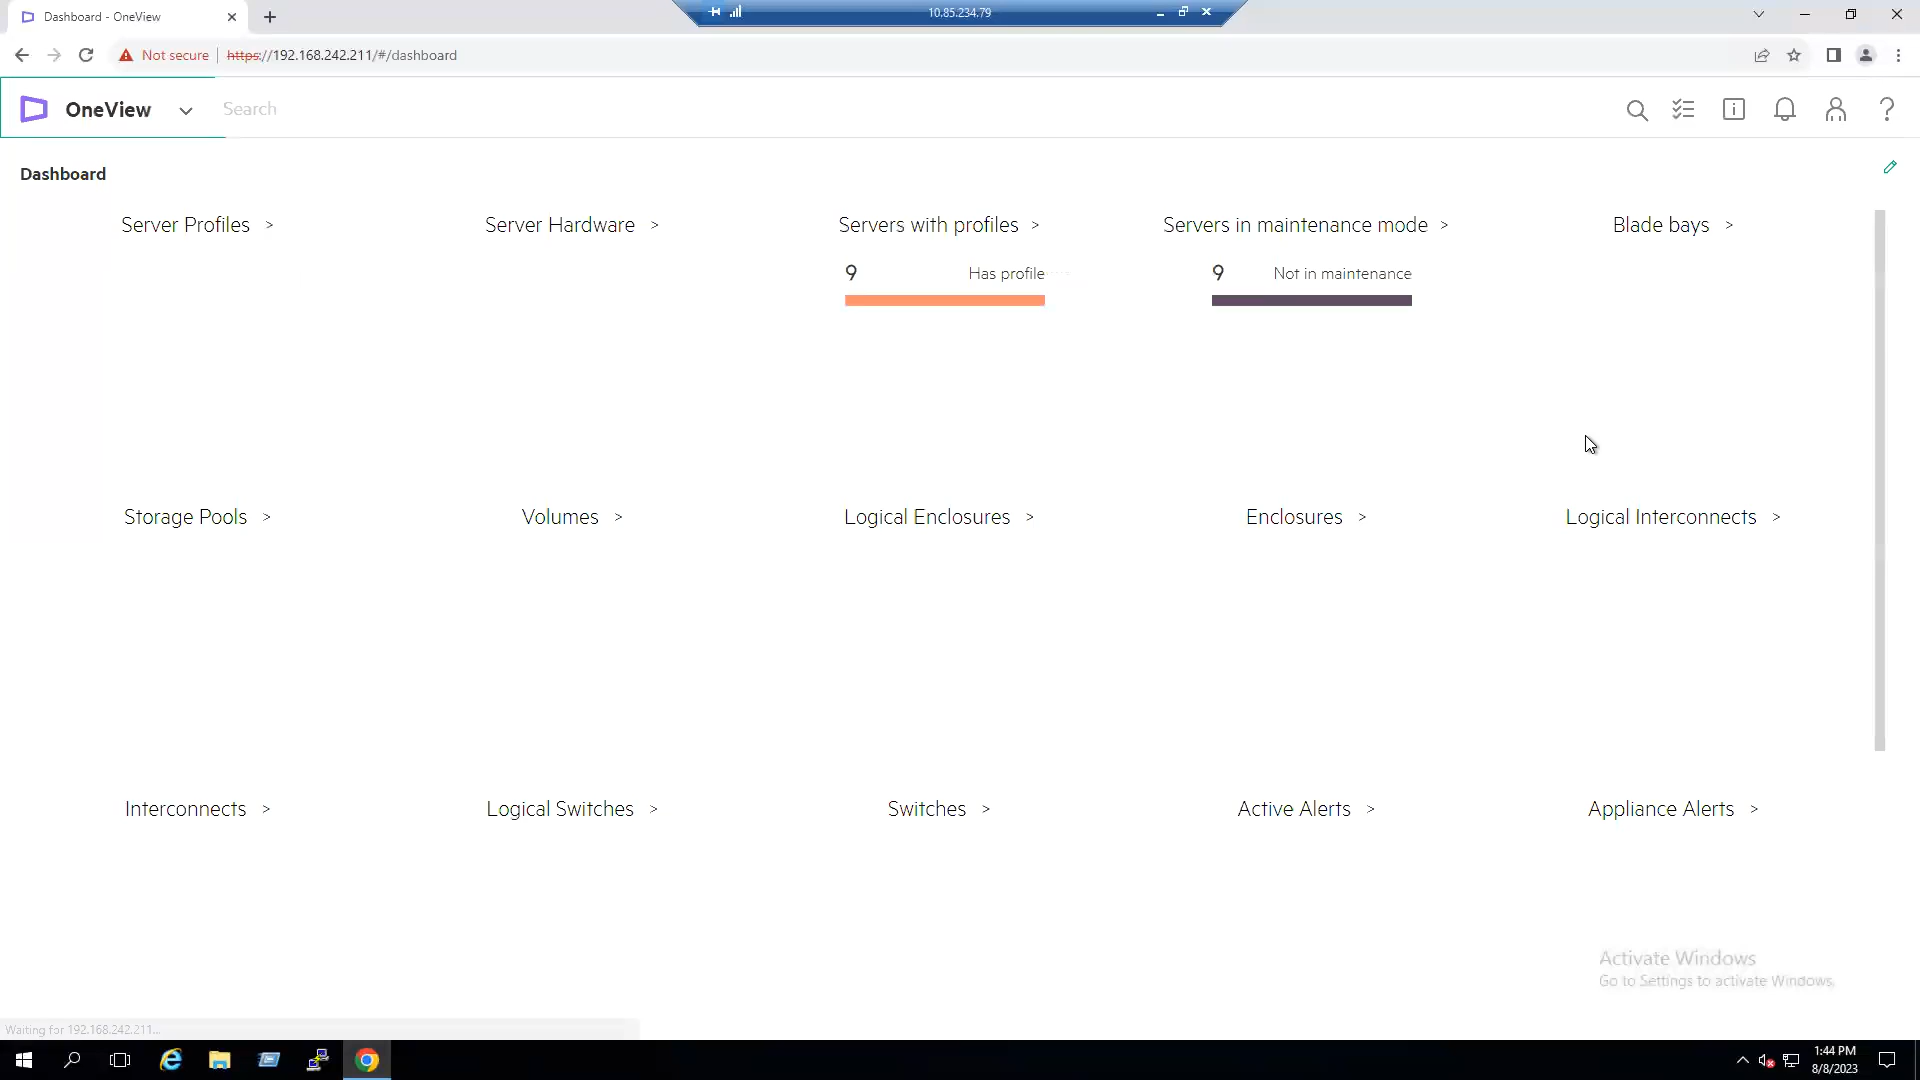 Dashboard - OneView
10.85.234.79
Not secure | https://192.168.242.211/#/dashboard
OneView
Search
Dashboard
Server Profiles >
Server Hardware >
Servers with profiles >
Servers in maintenance mode >
Blade bays >
9 Has profile
9 Not in maintenance
Storage Pools >
Volumes >
Logical Enclosures >
Enclosures >
Logical Interconnects >
Interconnects >
Logical Switches >
Switches >
Active Alerts >
Appliance Alerts >
Activate Windows
Go to Settings to activate Windows.
Waiting for 192.168.242.211...
1:44 PM
8/8/2023